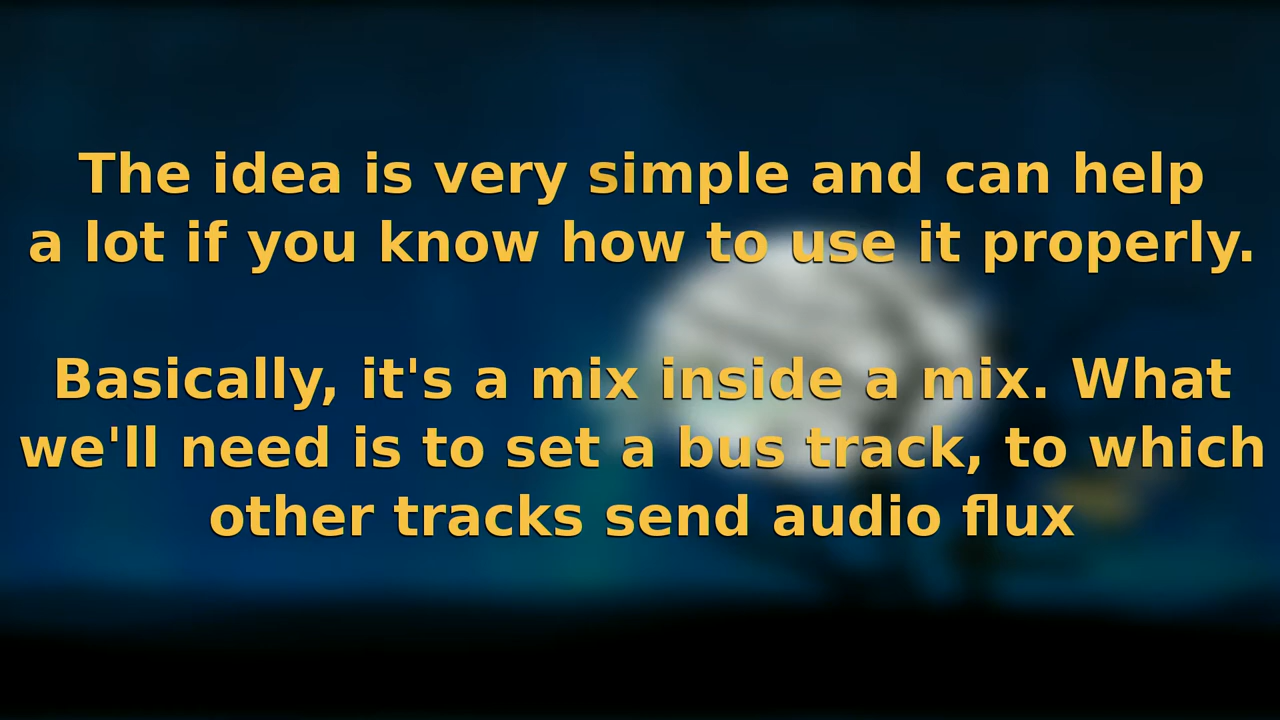 The idea is very simple and can help
a lot if you know how to use it properly.
Basically, it's a mix inside a mix. What
we'll need is to set a bus track, to which
other tracks send audio flux